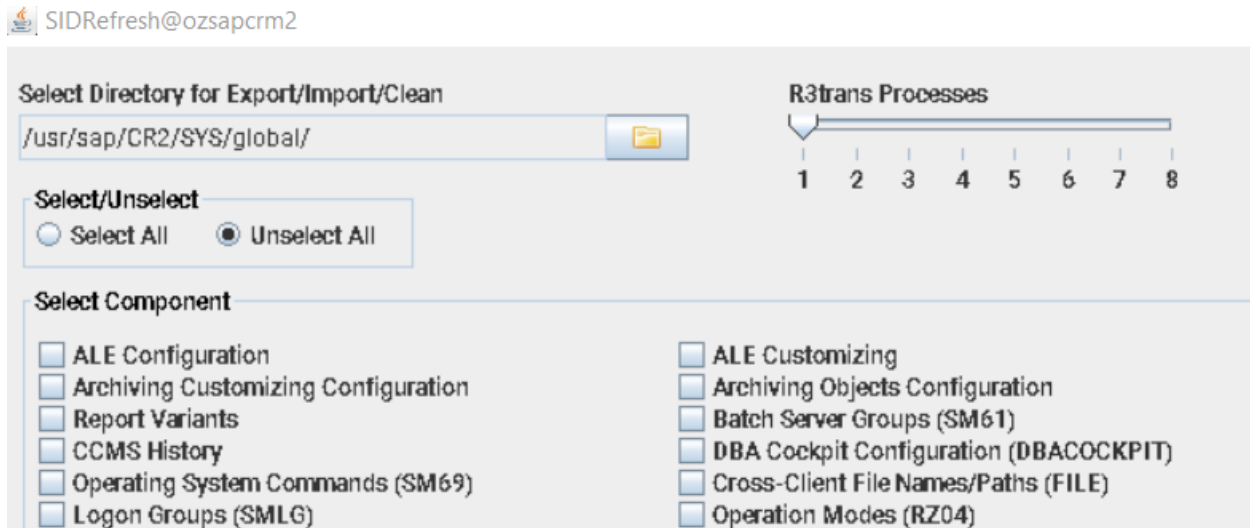 SIDRefresh@ozsapcrm2
Select Directory for Export/Import/Clean
R3trans Processes
/usr/sap/CR2/SYS/global/
1 2 3 4 5 6 7 8
Select/Unselect
Select All Unselect All
Select Component
ALE Configuration
ALE Customizing
Archiving Customizing Configuration
Archiving Objects Configuration
Report Variants
Batch Server Groups (SM61)
CCMS History
DBA Cockpit Configuration (DBACOCKPIT)
Operating System Commands (SM69)
Cross-Client File Names/Paths (FILE)
Logon Groups (SMLG)
Operation Modes (RZ04)